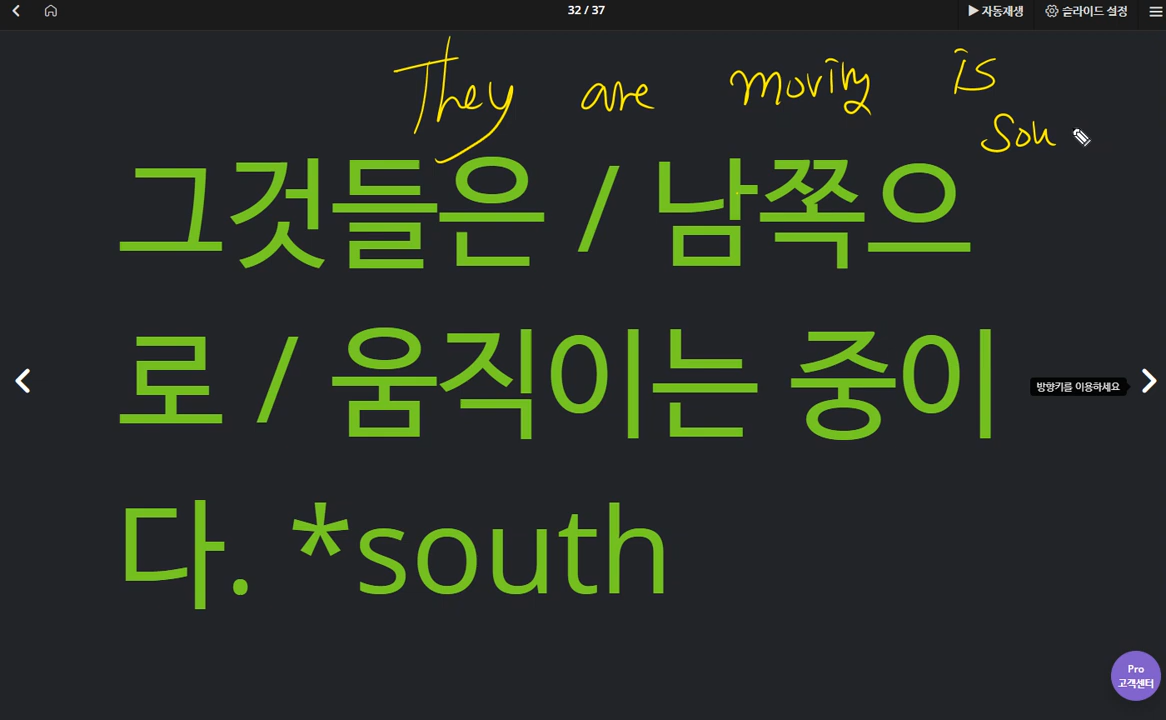 32 / 37
자동재생
슬라이드 설정
They are moving is
Sou
그것들은 / 남쪽으
로 / 움직이는 중이
다. *south
방향키를 이용하세요
Pro
고객센터